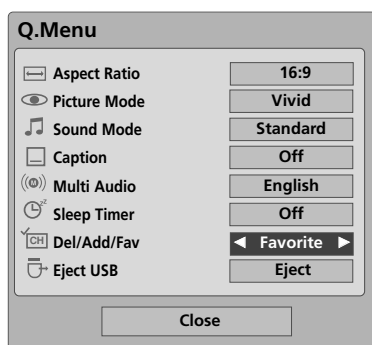 Q.Menu
Aspect Ratio 16:9
Picture Mode Vivid
Sound Mode Standard
Caption Off
Multi Audio English
Sleep Timer Off
CH Del/Add/Fav ◀ Favorite ▶
Eject USB Eject
Close